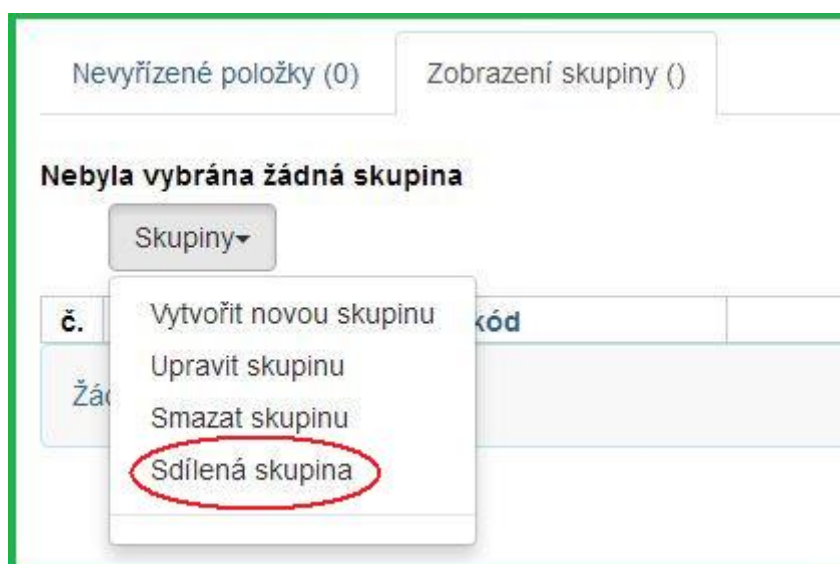 Nevyřízené položky (0) Zobrazení skupiny ()
Nebyla vybrána žádná skupina
Skupiny
č. kód
Vytvořit novou skupinu
Upravit skupinu
Smazat skupinu
Sdílená skupina